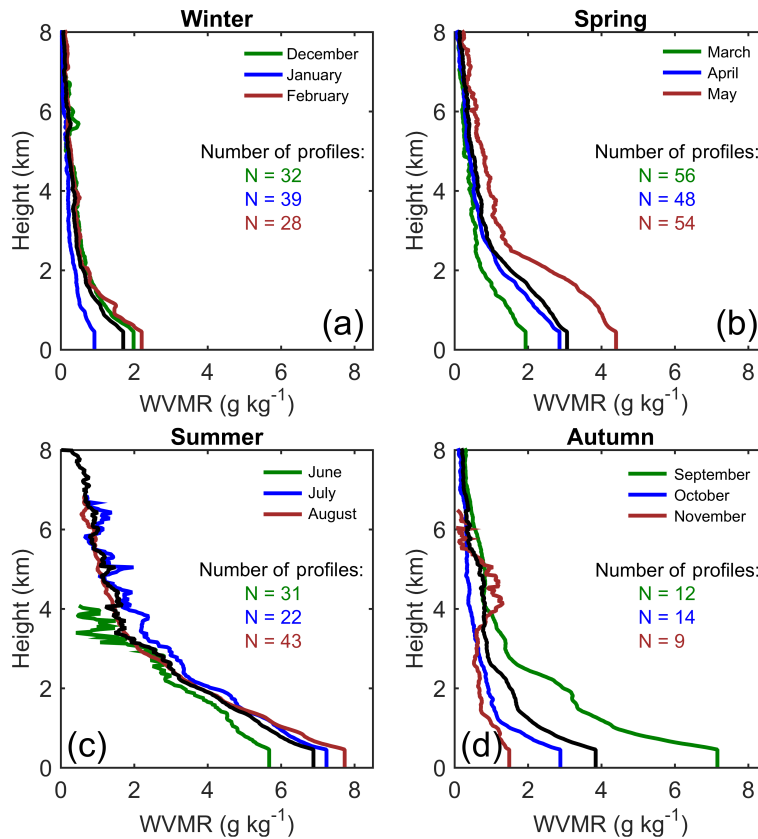 Winter
8
6
4
2
0
Height (km)
December
January
February
Number of profiles:
N = 32
N = 39
N = 28
(a)
0 2 4 6 8
WVMR (g kg⁻¹)
Spring
8
6
4
2
0
Height (km)
March
April
May
Number of profiles:
N = 56
N = 48
N = 54
(b)
0 2 4 6 8
WVMR (g kg⁻¹)
Summer
8
6
4
2
0
Height (km)
June
July
August
Number of profiles:
N = 31
N = 22
N = 43
(c)
0 2 4 6 8
WVMR (g kg⁻¹)
Autumn
8
6
4
2
0
Height (km)
September
October
November
Number of profiles:
N = 12
N = 14
N = 9
(d)
0 2 4 6 8
WVMR (g kg⁻¹)